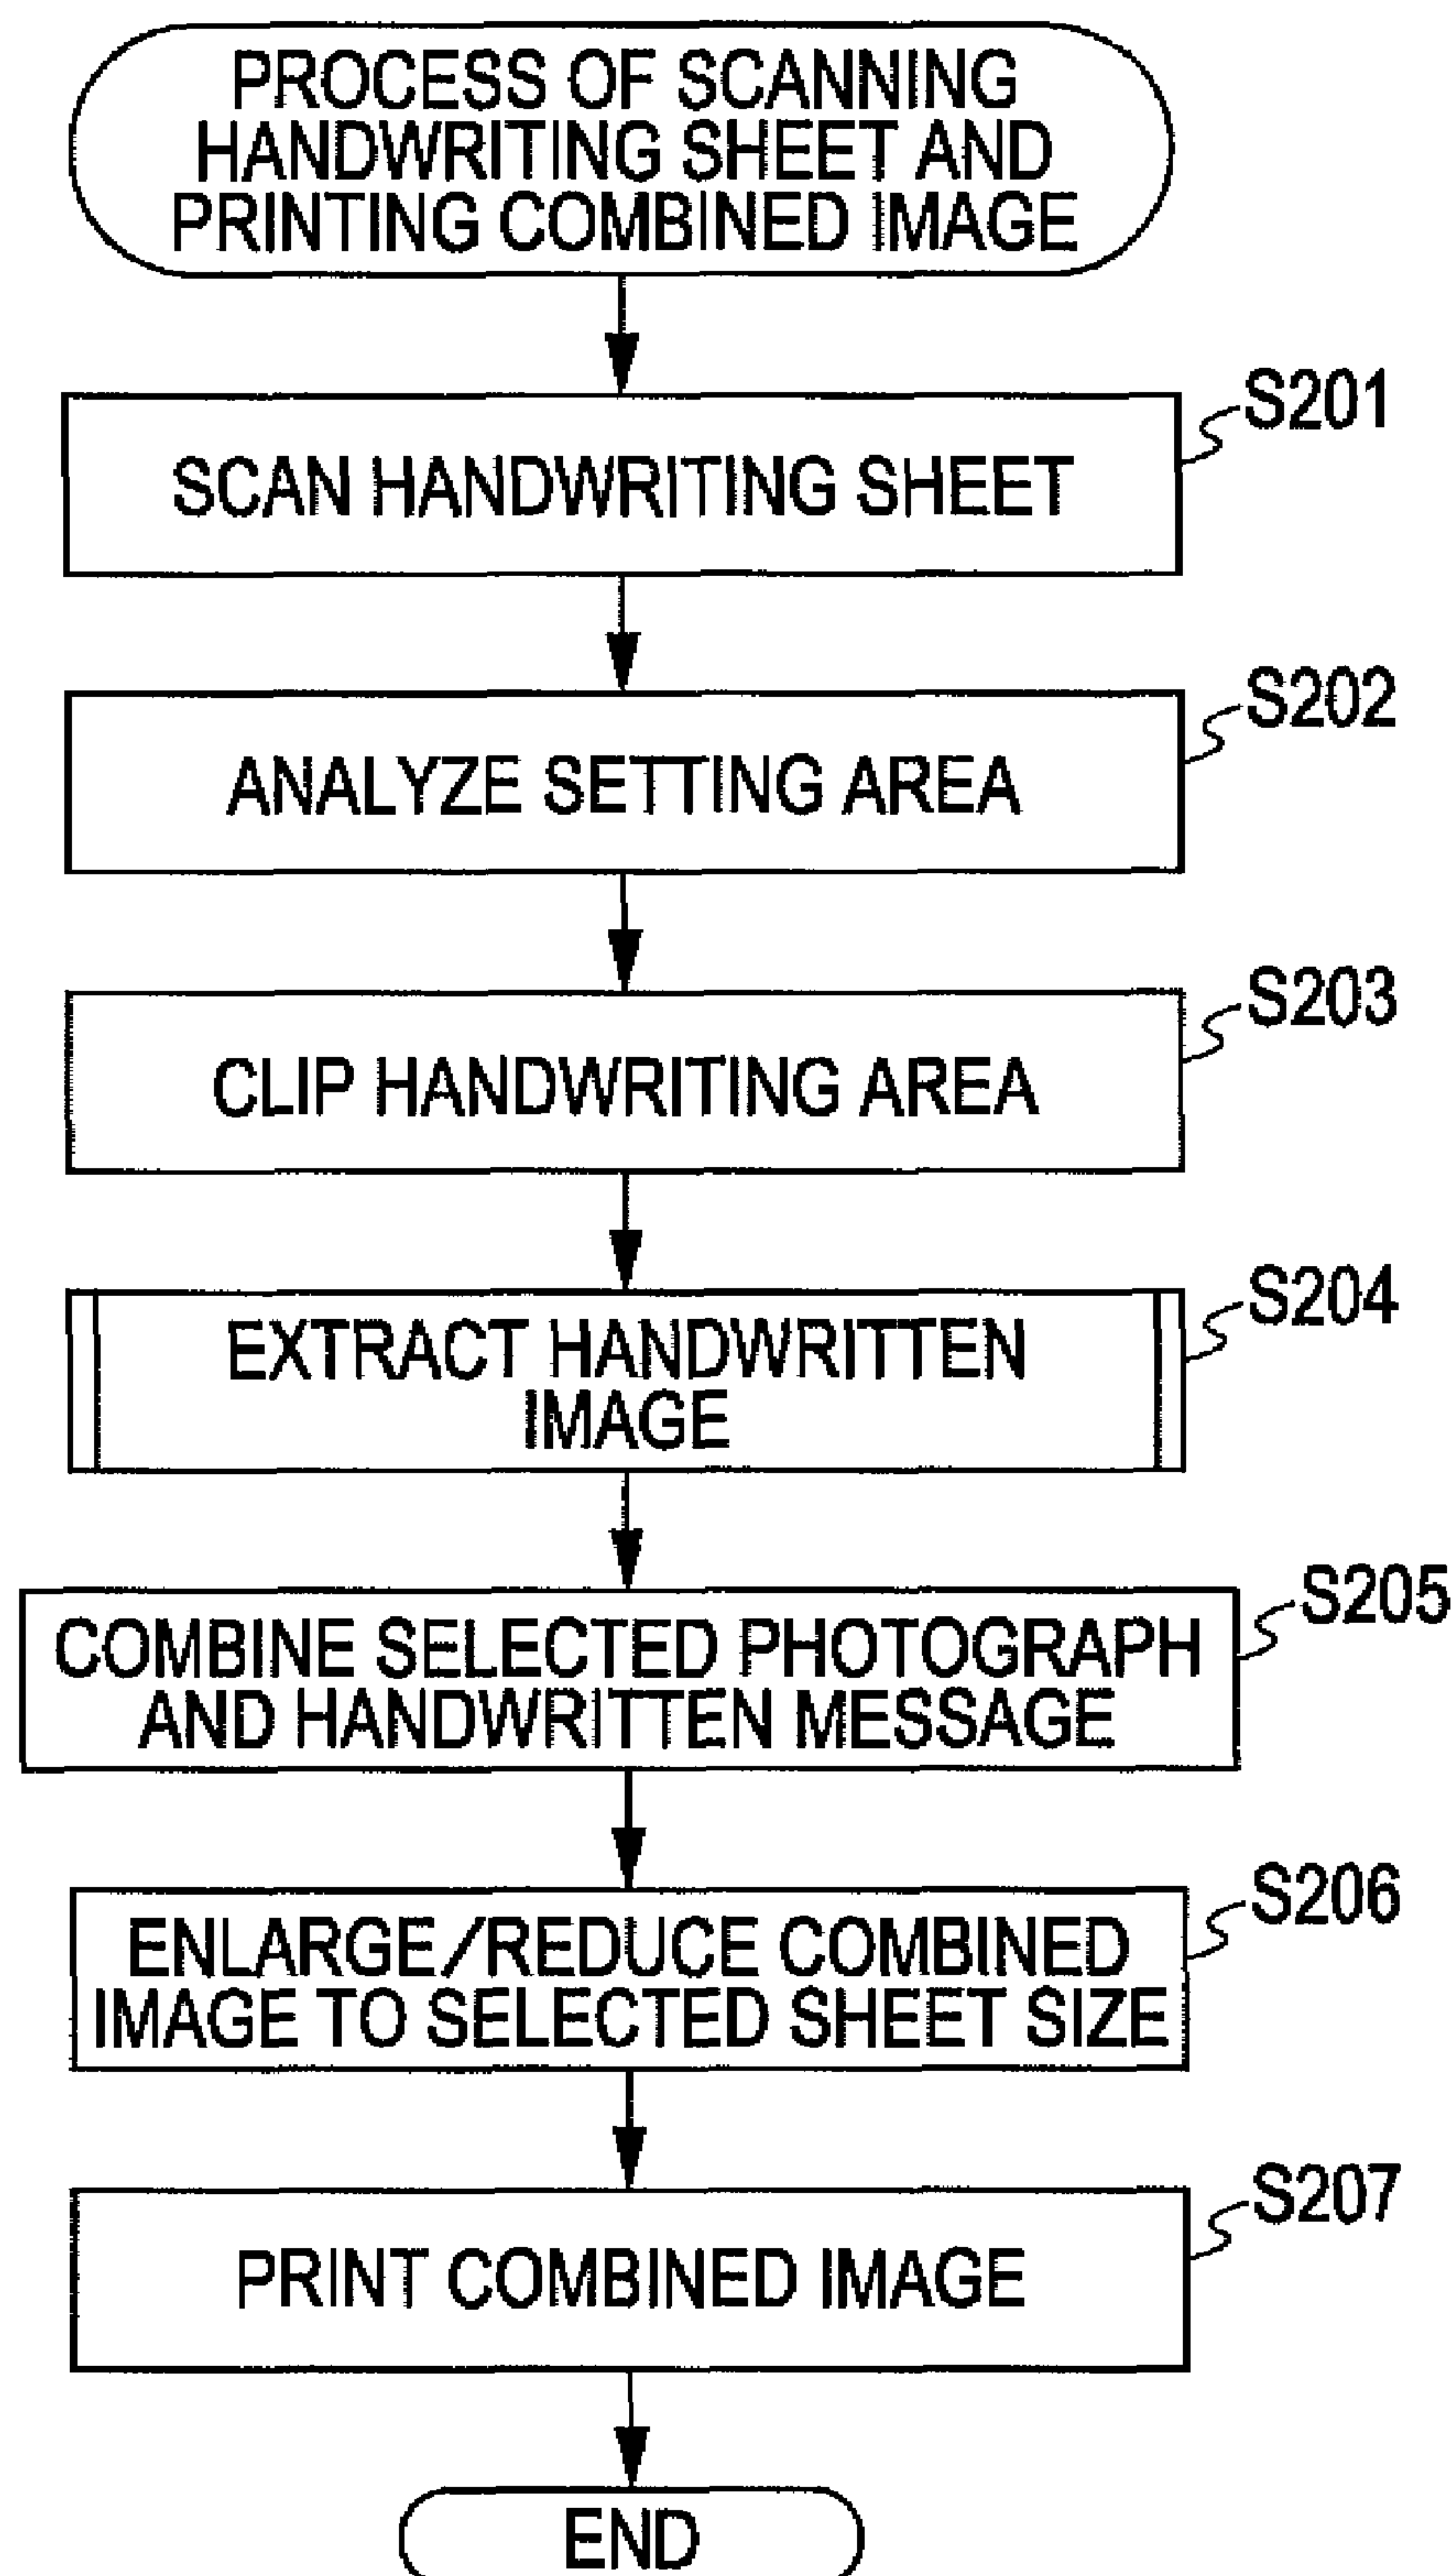 PROCESS OF SCANNING
HANDWRITING SHEET AND
PRINTING COMBINED IMAGE
S201
SCAN HANDWRITING SHEET
S202
ANALYZE SETTING AREA
S203
CLIP HANDWRITING AREA
S204
EXTRACT HANDWRITTEN
IMAGE
S205
COMBINE SELECTED PHOTOGRAPH
AND HANDWRITTEN MESSAGE
S206
ENLARGE/REDUCE COMBINED
IMAGE TO SELECTED SHEET SIZE
S207
PRINT COMBINED IMAGE
END